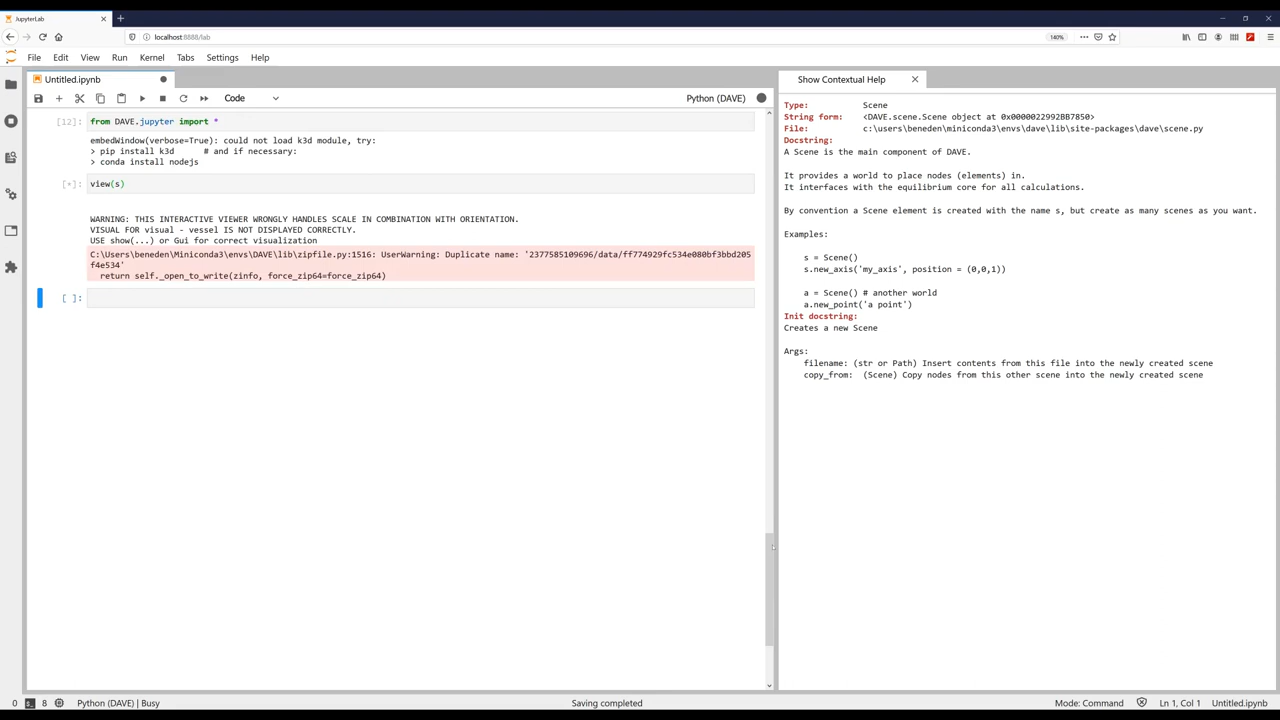 JupyterLab
localhost:8888/lab
140%
File Edit View Run Kernel Tabs Settings Help
Untitled.ipynb
Code
Python (DAVE)
[12]: from DAVE.jupyter import *
embedWindow(verbose=True): could not load k3d module, try:
> pip install k3d # and if necessary:
> conda install nodejs
[*]: view(s)
WARNING: THIS INTERACTIVE VIEWER WRONGLY HANDLES SCALE IN COMBINATION WITH ORIENTATION.
VISUAL FOR visual - vessel IS NOT DISPLAYED CORRECTLY.
USE show(...) or Gui for correct visualization
C:\Users\beneden\Miniconda3\envs\DAVE\lib\zipfile.py:1516: UserWarning: Duplicate name: '2377585109696/data/ff774929fc534e080bf3bbd205
f4e534'
return self._open_to_write(zinfo, force_zip64=force_zip64)
[ ]:
Show Contextual Help
Type: Scene
String form: <DAVE.scene.Scene object at 0x0000022992BB7850>
File: c:\users\beneden\miniconda3\envs\dave\lib\site-packages\dave\scene.py
Docstring:
A Scene is the main component of DAVE.
It provides a world to place nodes (elements) in.
It interfaces with the equilibrium core for all calculations.
By convention a Scene element is created with the name s, but create as many scenes as you want.
Examples:
s = Scene()
s.new_axis('my_axis', position = (0,0,1))
a = Scene() # another world
a.new_point('a point')
Init docstring:
Creates a new Scene
Args:
filename: (str or Path) Insert contents from this file into the newly created scene
copy_from: (Scene) Copy nodes from this other scene into the newly created scene
0 8 Python (DAVE) | Busy
Saving completed
Mode: Command
Ln 1, Col 1
Untitled.ipynb